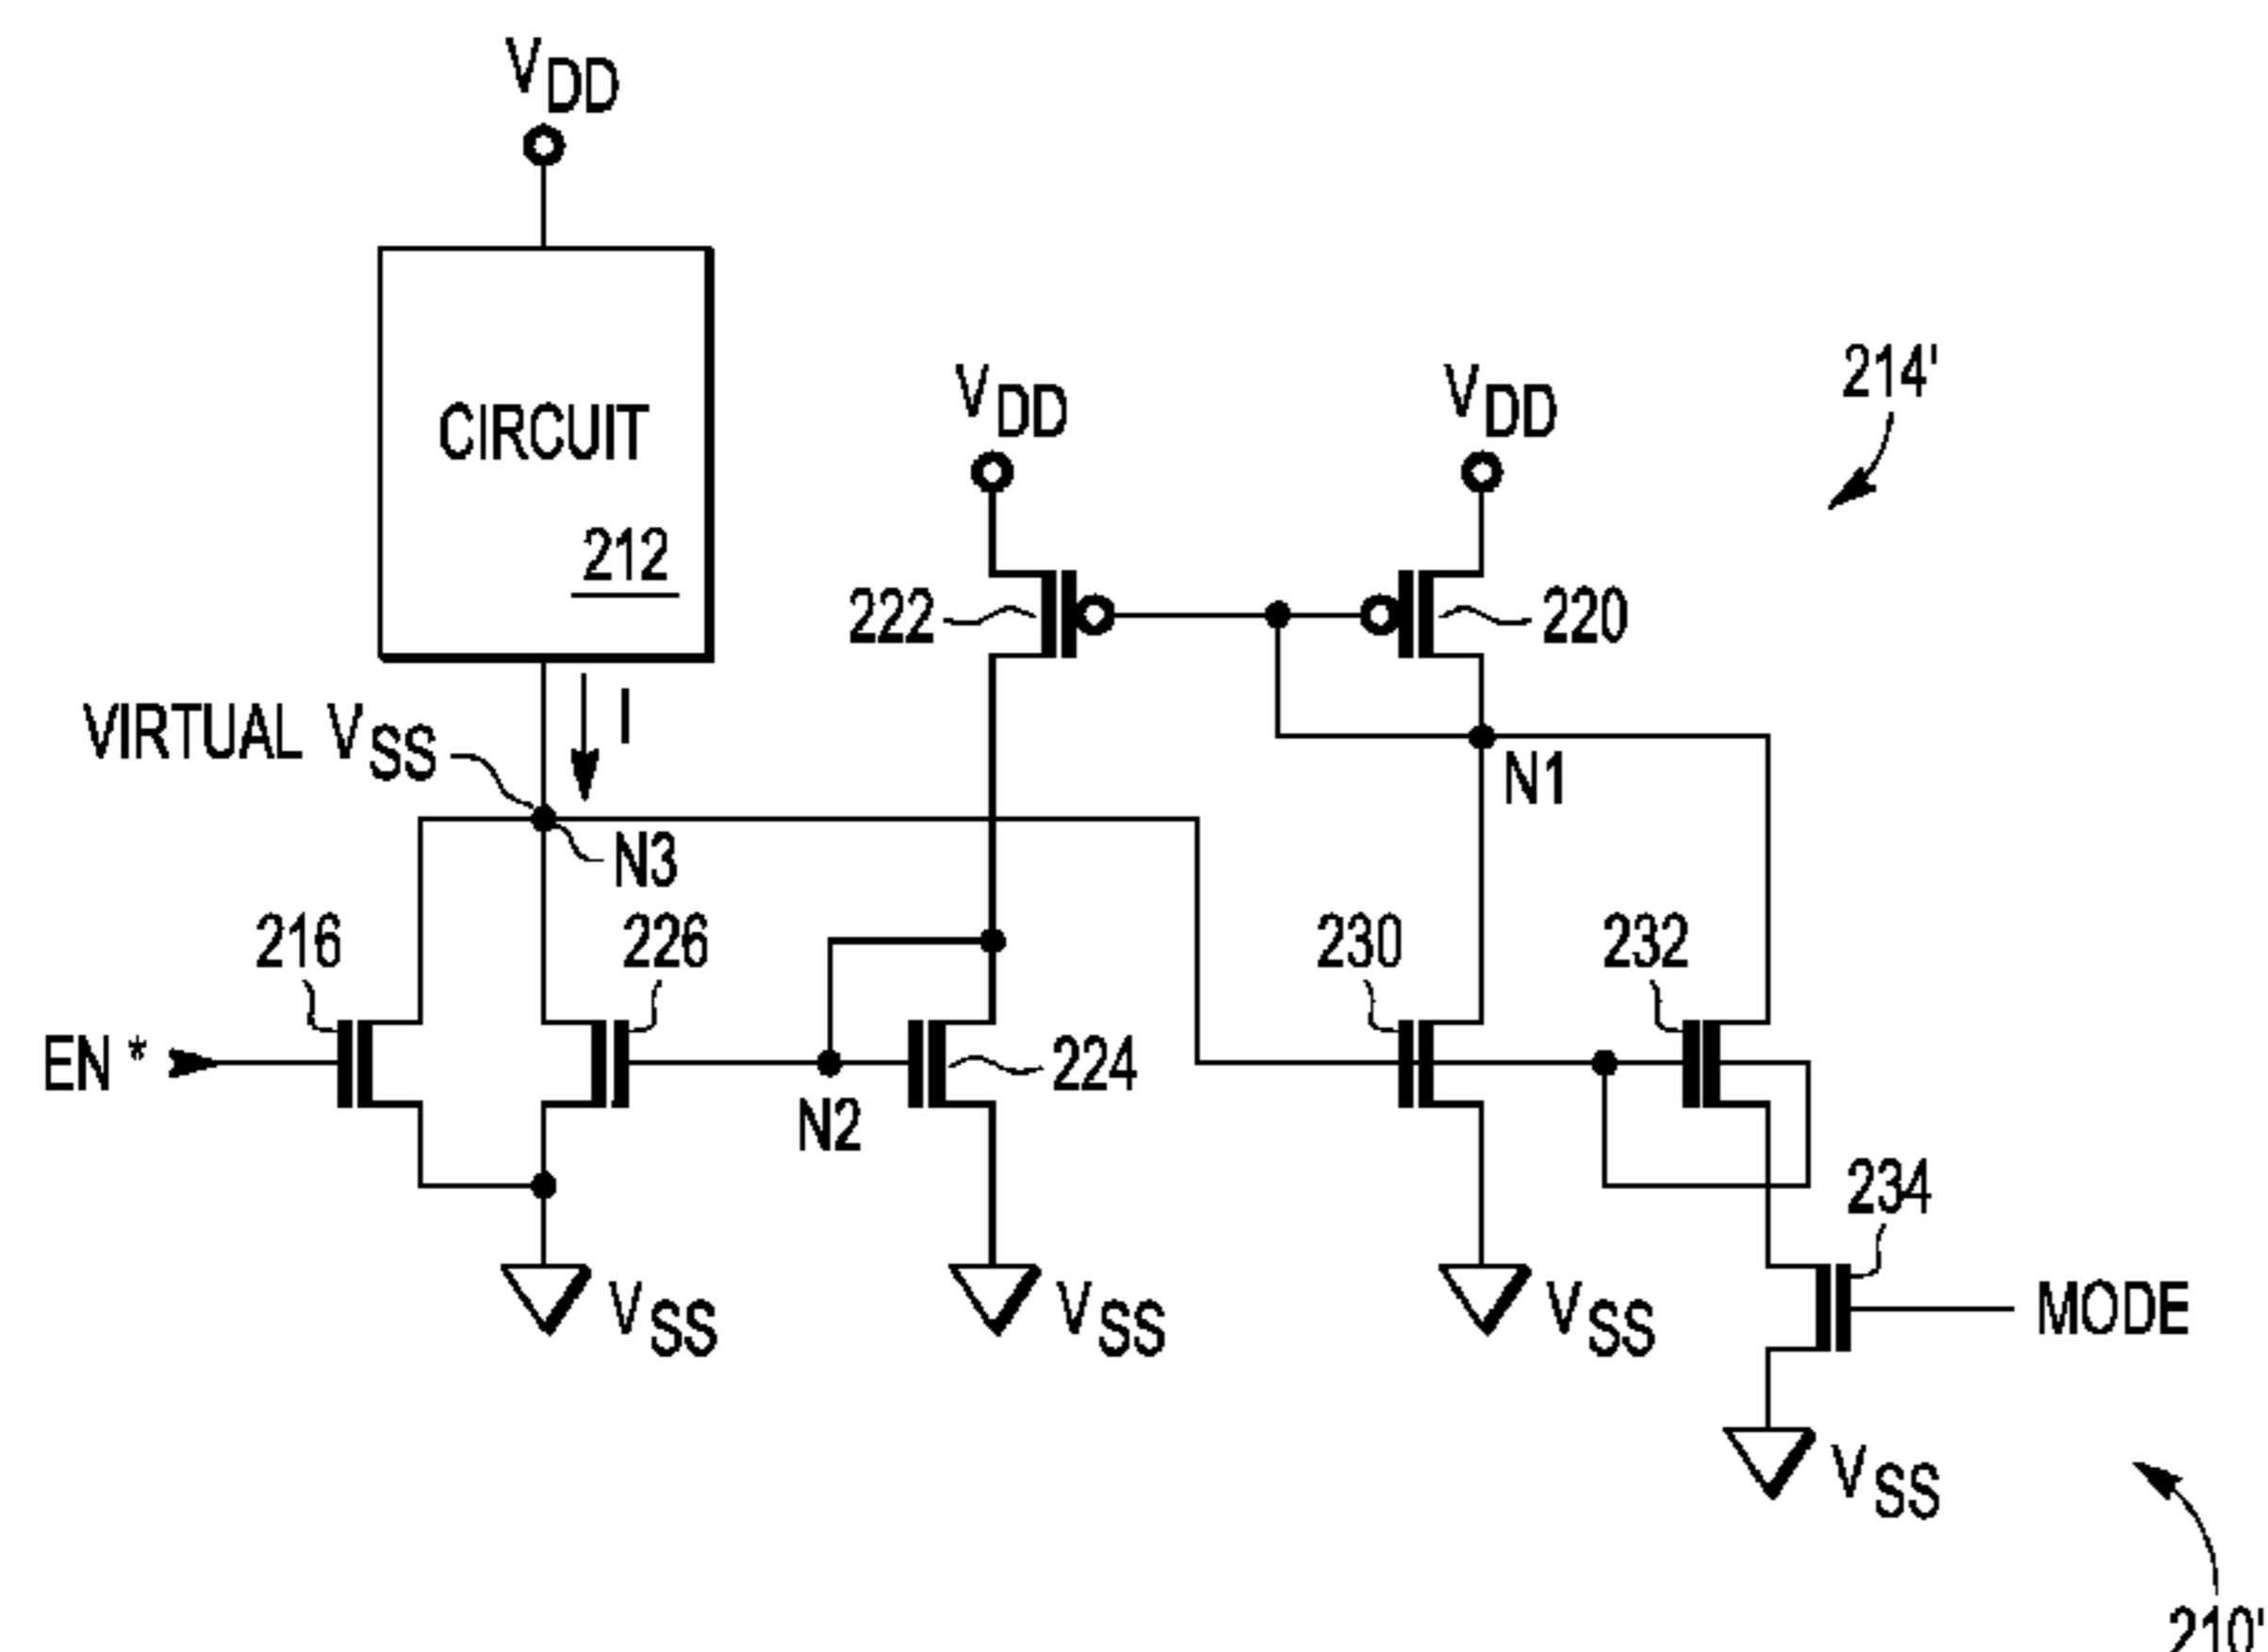 VDD
CIRCUIT
212
VDD
VDD
214'
222
220
VIRTUAL VSS
I
N1
N3
216
226
230
232
EN *
224
N2
234
VSS
VSS
VSS
MODE
VSS
210'